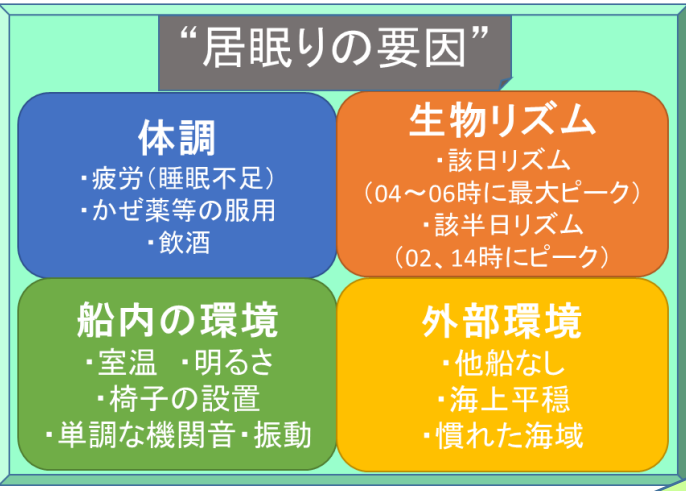 “居眠りの要因”
体調
・疲労（睡眠不足）
・かぜ薬等の服用
・飲酒
生物リズム
・該日リズム
（04～06時に最大ピーク）
・該半日リズム
（02、14時にピーク）
船内の環境
・室温　・明るさ
・椅子の設置
・単調な機関音・振動
外部環境
・他船なし
・海上平穏
・慣れた海域